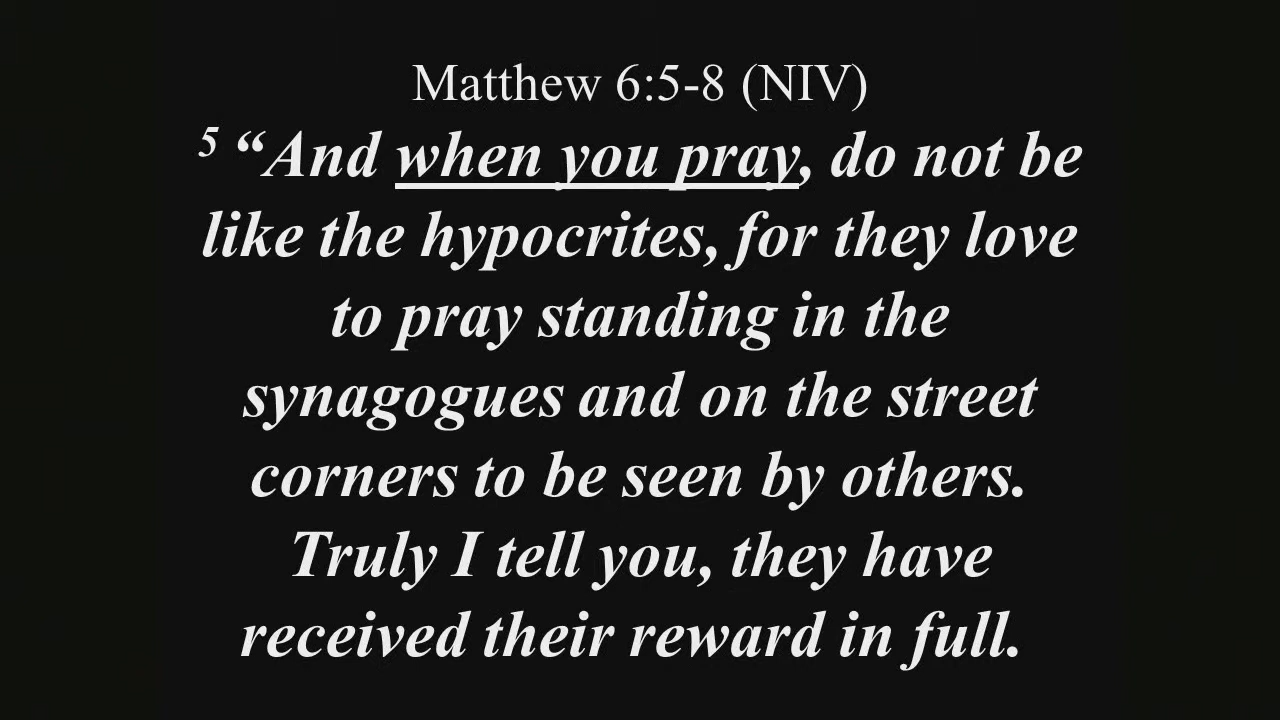 Matthew 6:5-8 (NIV)
5 “And when you pray, do not be
like the hypocrites, for they love
to pray standing in the
synagogues and on the street
corners to be seen by others.
Truly I tell you, they have
received their reward in full.